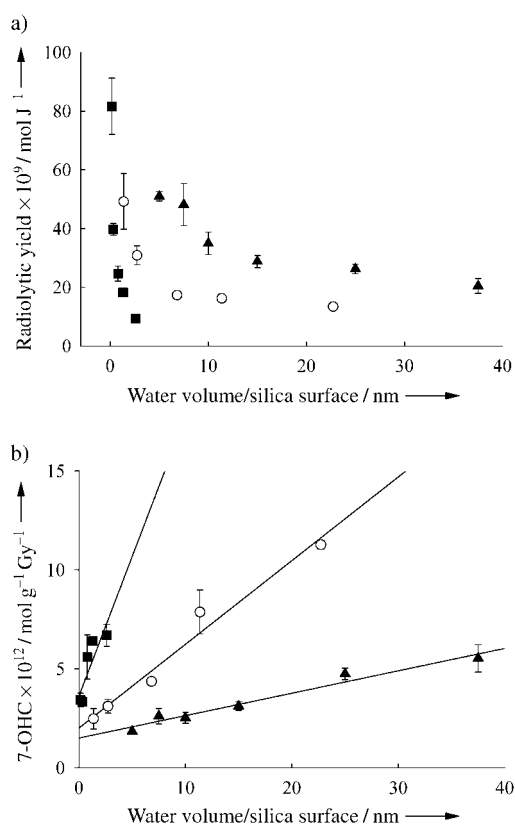 a)
Radiolytic yield × 10⁹ / mol J⁻¹
100
80
60
40
20
0
0 10 20 30 40
Water volume/silica surface / nm
b)
7-OHC × 10¹² / mol g⁻¹ Gy⁻¹
15
10
5
0
0 10 20 30 40
Water volume/silica surface / nm